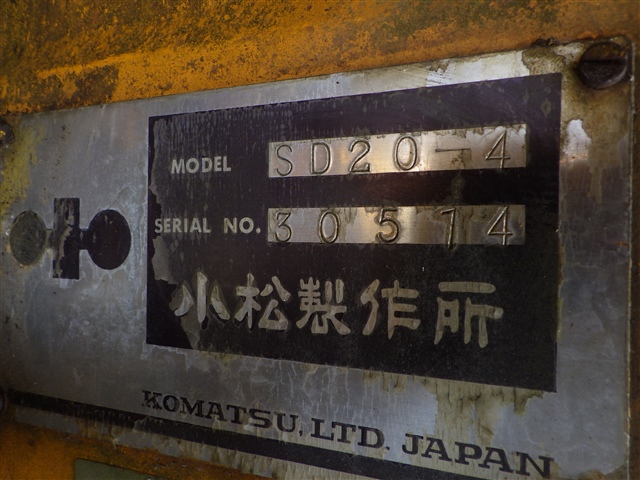 MODEL SD20-4
SERIAL NO. 30514
小松製作所
KOMATSU, LTD. JAPAN